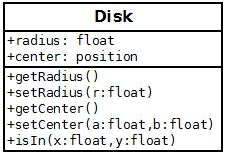 Disk
+radius: float
+center: position
+getRadius()
+setRadius(r:float)
+getCenter()
+setCenter(a:float,b:float)
+isIn(x:float,y:float)